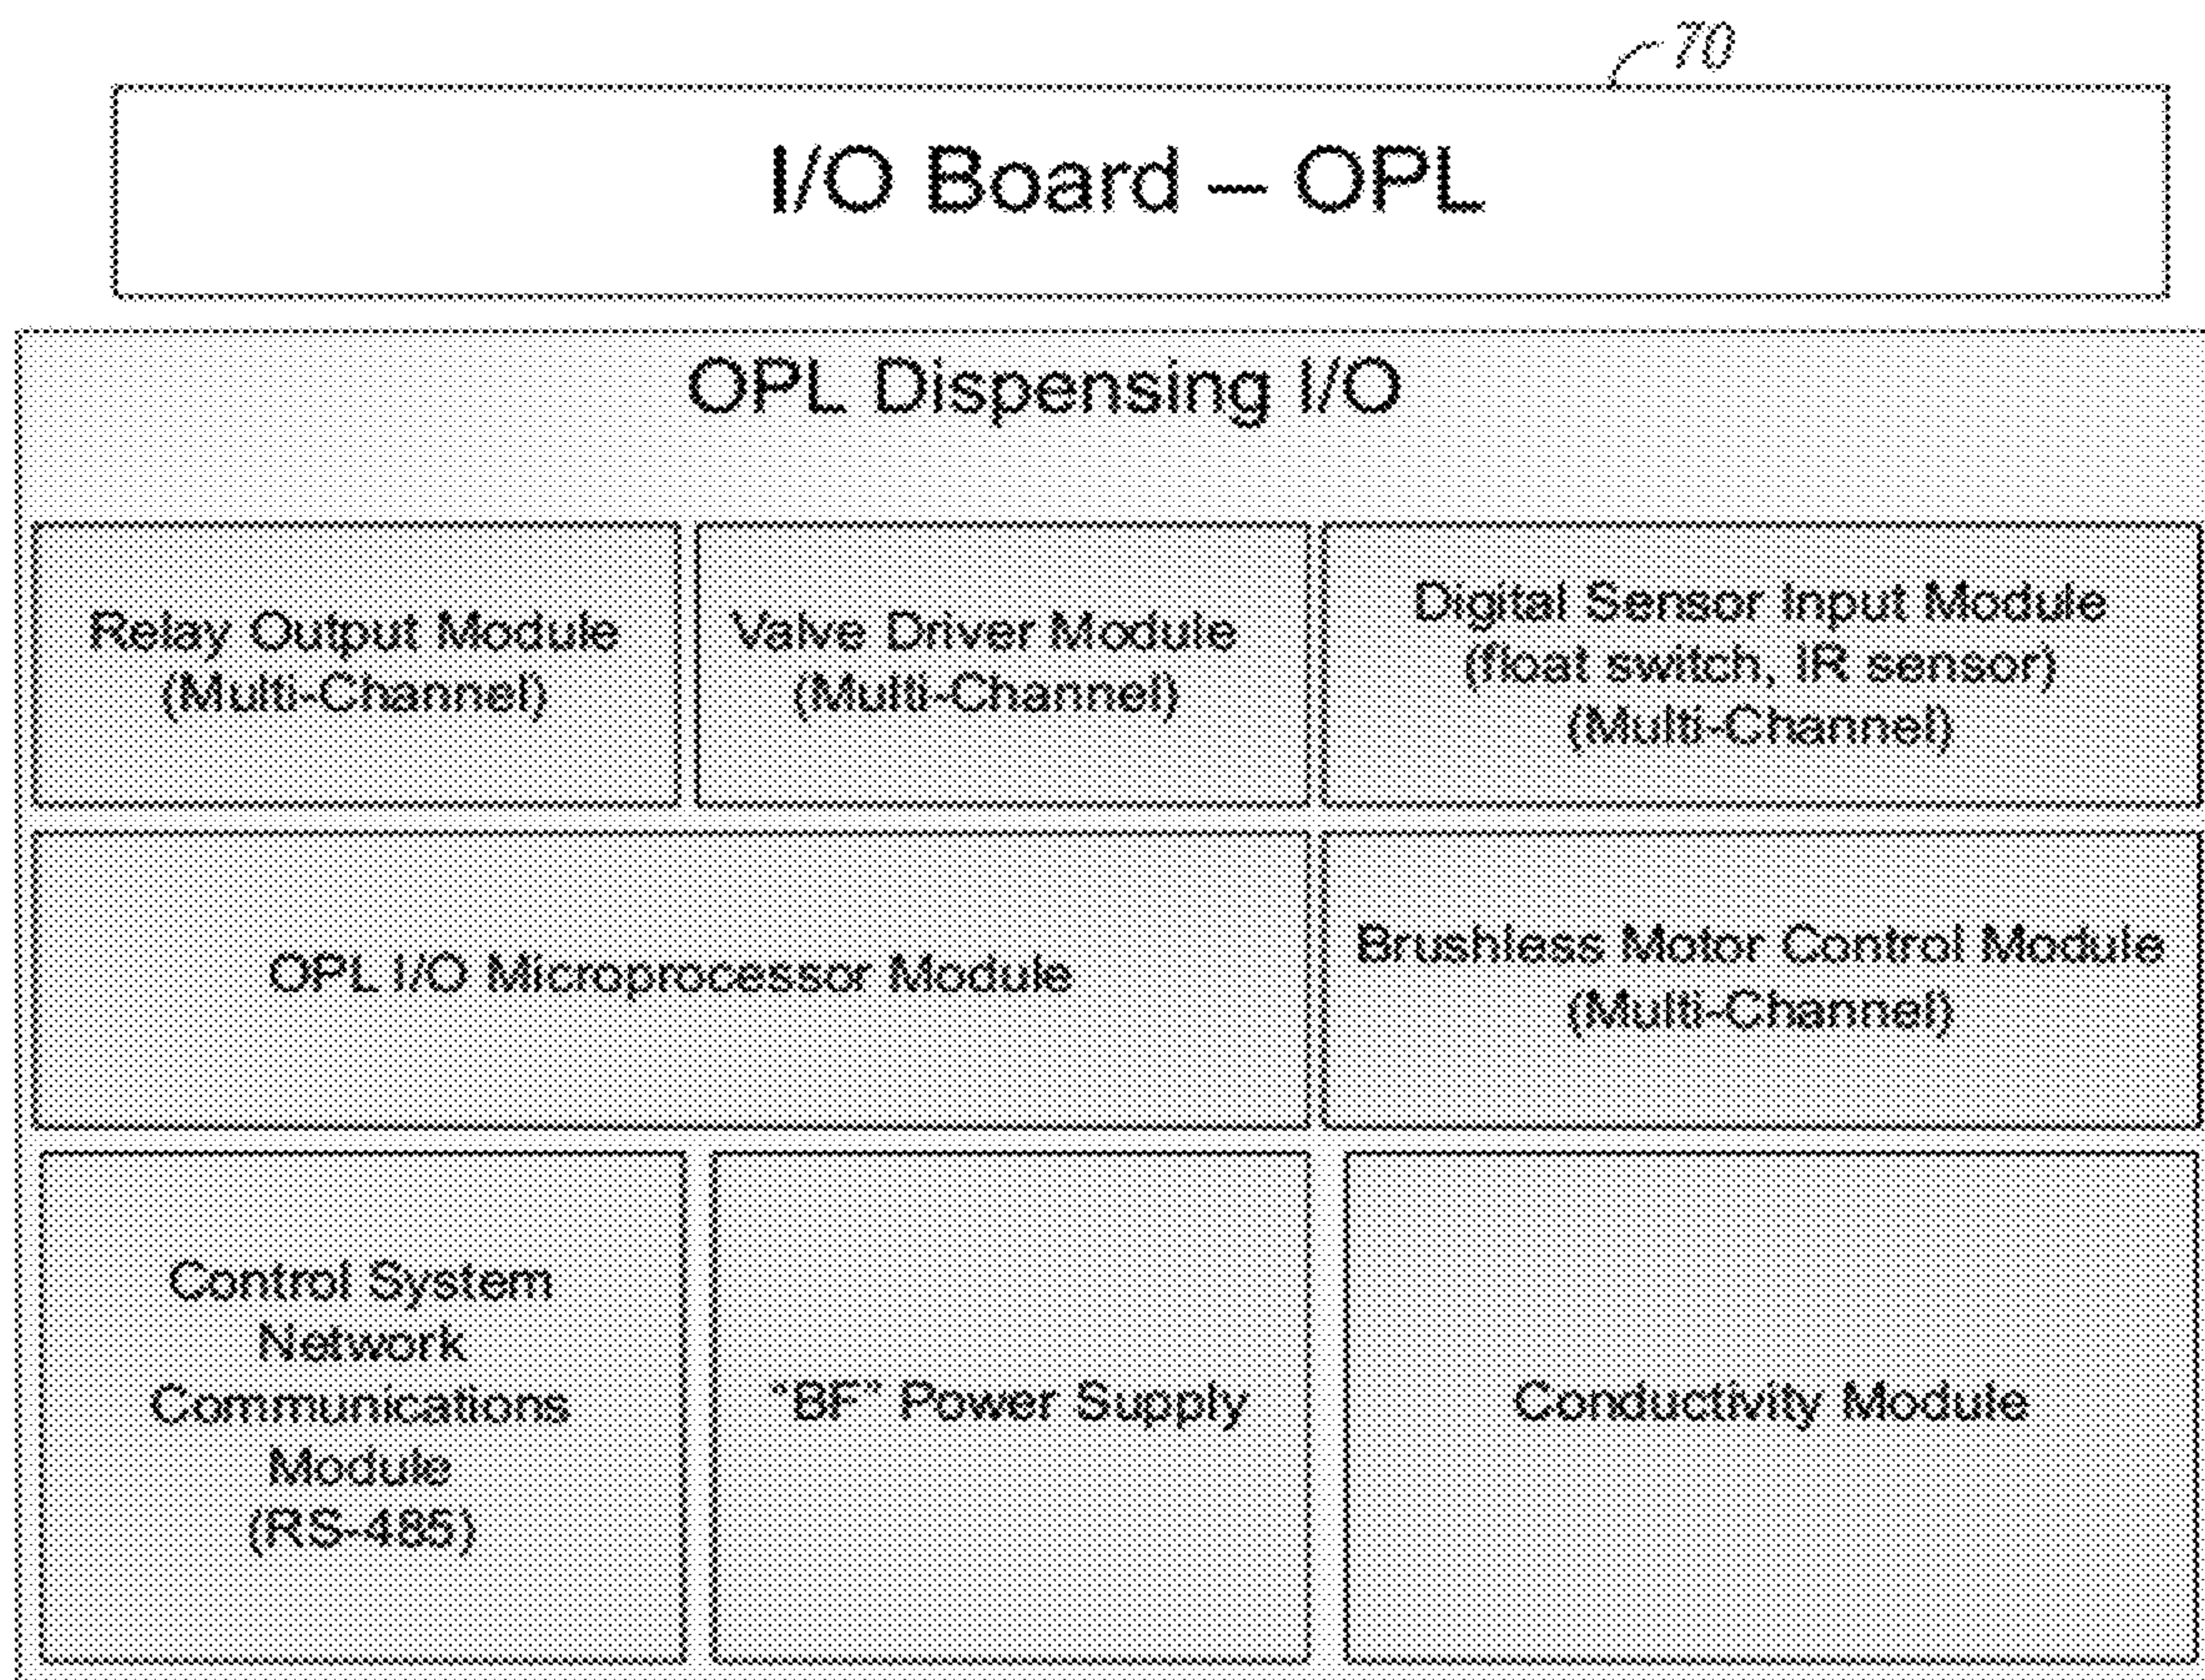 70
I/O Board – OPL
OPL Dispensing I/O
Relay Output Module
(Multi-Channel)
Valve Driver Module
(Multi-Channel)
Digital Sensor Input Module
(float switch, IR sensor)
(Multi-Channel)
OPL I/O Microprocessor Module
Brushless Motor Control Module
(Multi-Channel)
Control System
Network
Communications
Module
(RS-485)
“BF” Power Supply
Conductivity Module